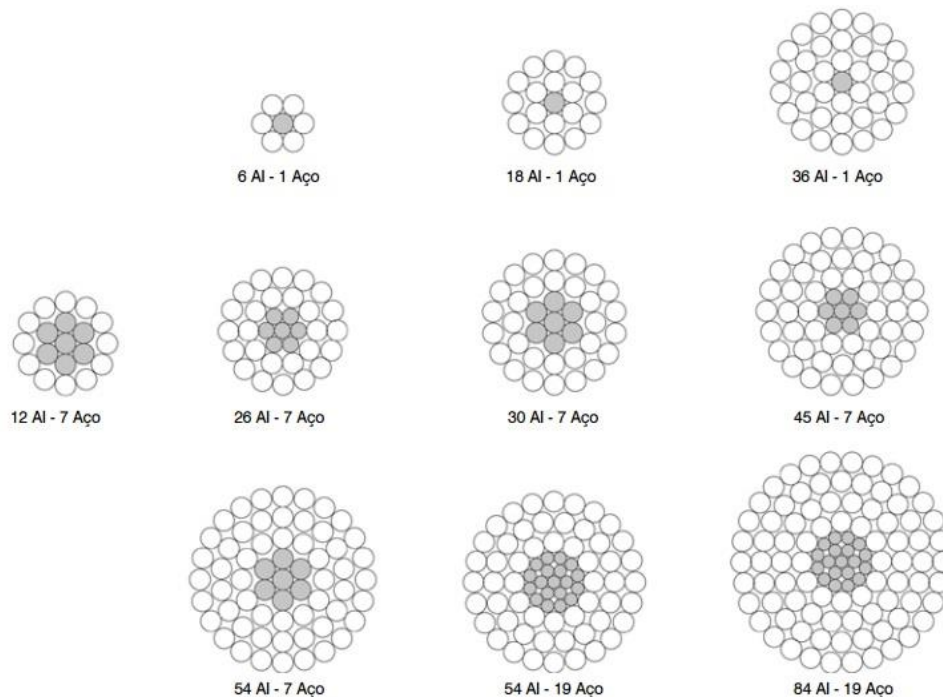 6 Al - 1 Aço
18 Al - 1 Aço
36 Al - 1 Aço
12 Al - 7 Aço
26 Al - 7 Aço
30 Al - 7 Aço
45 Al - 7 Aço
54 Al - 7 Aço
54 Al - 19 Aço
84 Al - 19 Aço